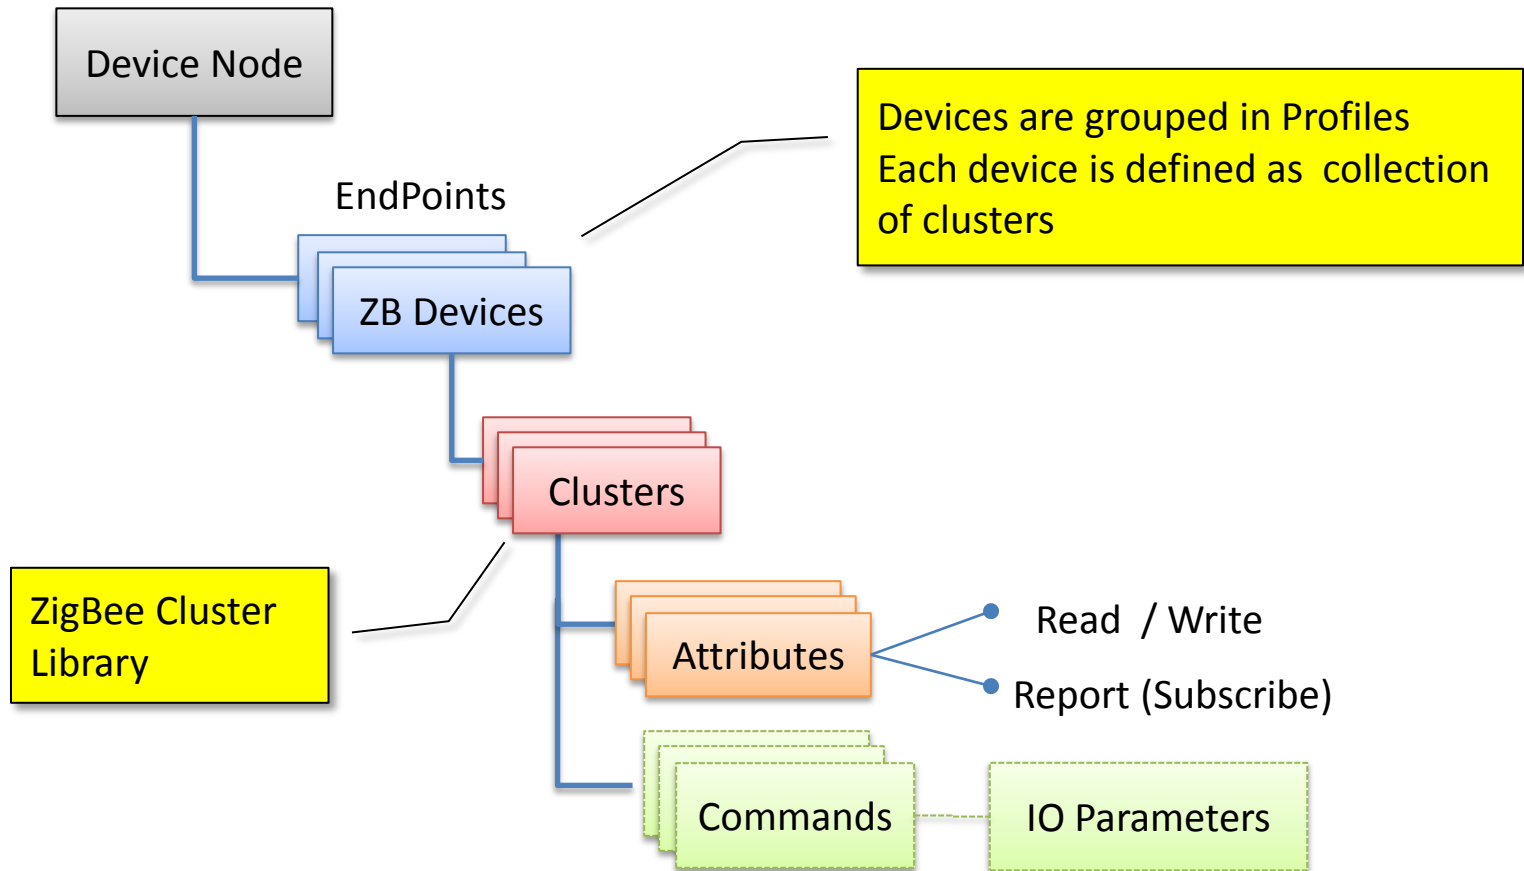 Device Node
Devices are grouped in Profiles
Each device is defined as  collection
of clusters
EndPoints
ZB Devices
Clusters
ZigBee Cluster
Library
Attributes
Read  / Write
Report (Subscribe)
Commands
IO Parameters